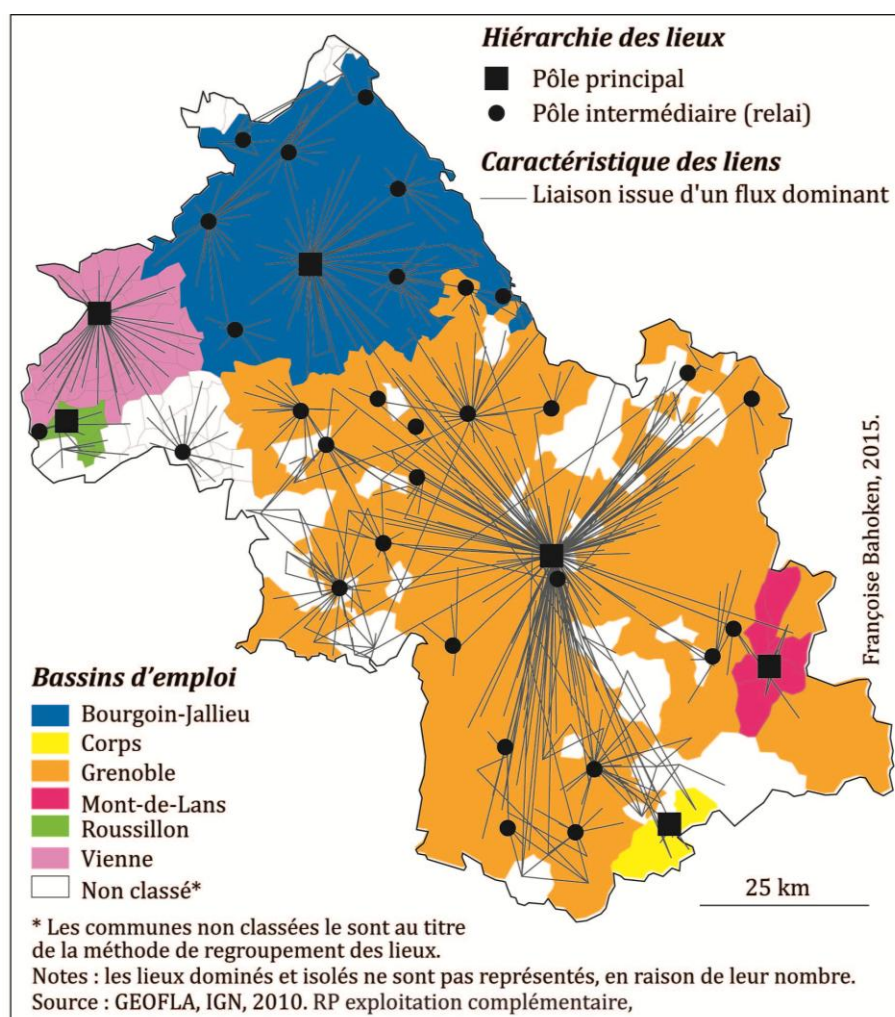 Hiérarchie des lieux
Pôle principal
Pôle intermédiaire (relai)
Caractéristique des liens
Liaison issue d'un flux dominant
Françoise Bahoken, 2015.
Bassins d'emploi
Bourgoin-Jallieu
Corps
Grenoble
Mont-de-Lans
Roussillon
Vienne
Non classé*
25 km
* Les communes non classées le sont au titre
de la méthode de regroupement des lieux.
Notes : les lieux dominés et isolés ne sont pas représentés, en raison de leur nombre.
Source : GEOFLA, IGN, 2010. RP exploitation complémentaire,